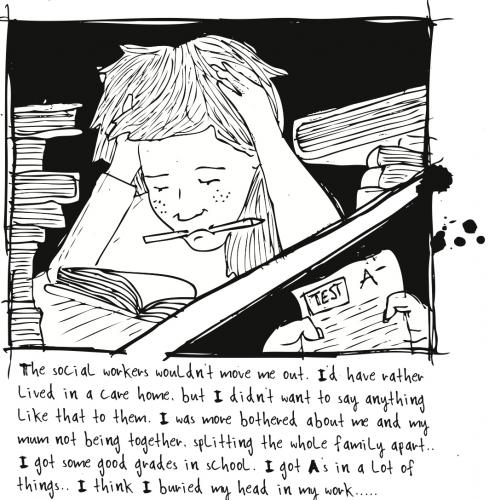 TEST
A-
The social workers wouldn't move me out. I'd have rather
Lived in a care home. but I didn't want to say anything
Like that to them. I was more bothered about me and my
mum not being together. splitting the whole family apart..
I got some good grades in school. I got A's in a lot of
things.. I think I buried my head in my work.....